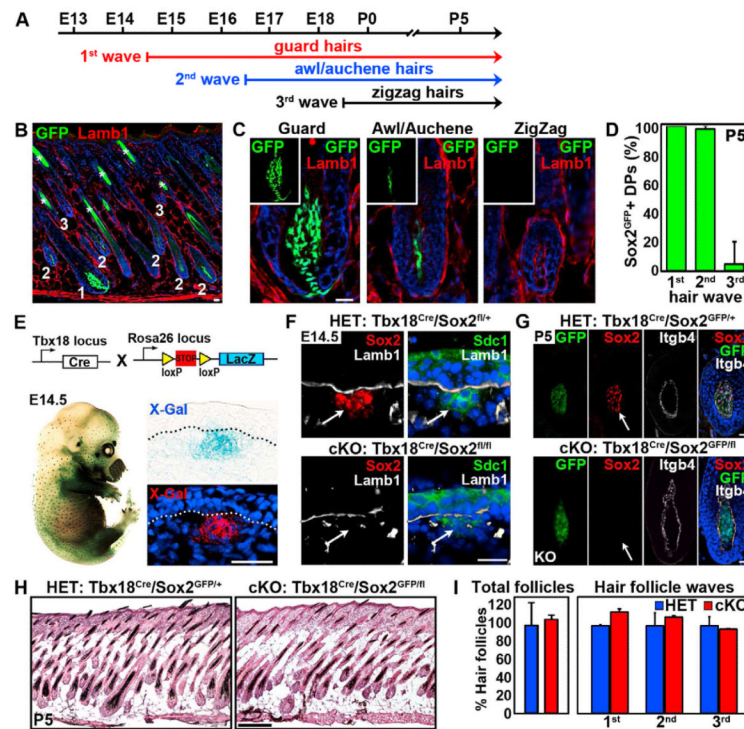 A
E13 E14 E15 E16 E17 E18 P0 P5
1st wave guard hairs
2nd wave awl/auchene hairs
3rd wave zigzag hairs
B
GFP Lamb1
* * * * * *
3 3
2 2 2 2 2
1
C
Guard Awl/Auchene ZigZag
GFP GFP GFP GFP GFP GFP
Lamb1 Lamb1 Lamb1
D
P5
Sox2GFP+ DPs (%)
100
80
60
40
20
0
1st 2nd 3rd
hair wave
E
Tbx18 locus Rosa26 locus
Cre X STOP LacZ
loxP loxP
E14.5
X-Gal
X-Gal
F
HET: Tbx18Cre/Sox2fl/+
E14.5 Sox2 Sdc1
Lamb1 Lamb1
cKO: Tbx18Cre/Sox2fl/fl
Sox2 Sdc1
Lamb1 Lamb1
G
HET: Tbx18Cre/Sox2GFP/+
P5 GFP Sox2 Itgb4
GFP
Itgb4
cKO: Tbx18Cre/Sox2GFP/fl
GFP Sox2 Itgb4
GFP
Itgb4
KO
H
HET: Tbx18Cre/Sox2GFP/+ cKO: Tbx18Cre/Sox2GFP/fl
P5
I
Total follicles Hair follicle waves
HET cKO
% Hair follicles
120
100
80
60
40
20
0
1st 2nd 3rd